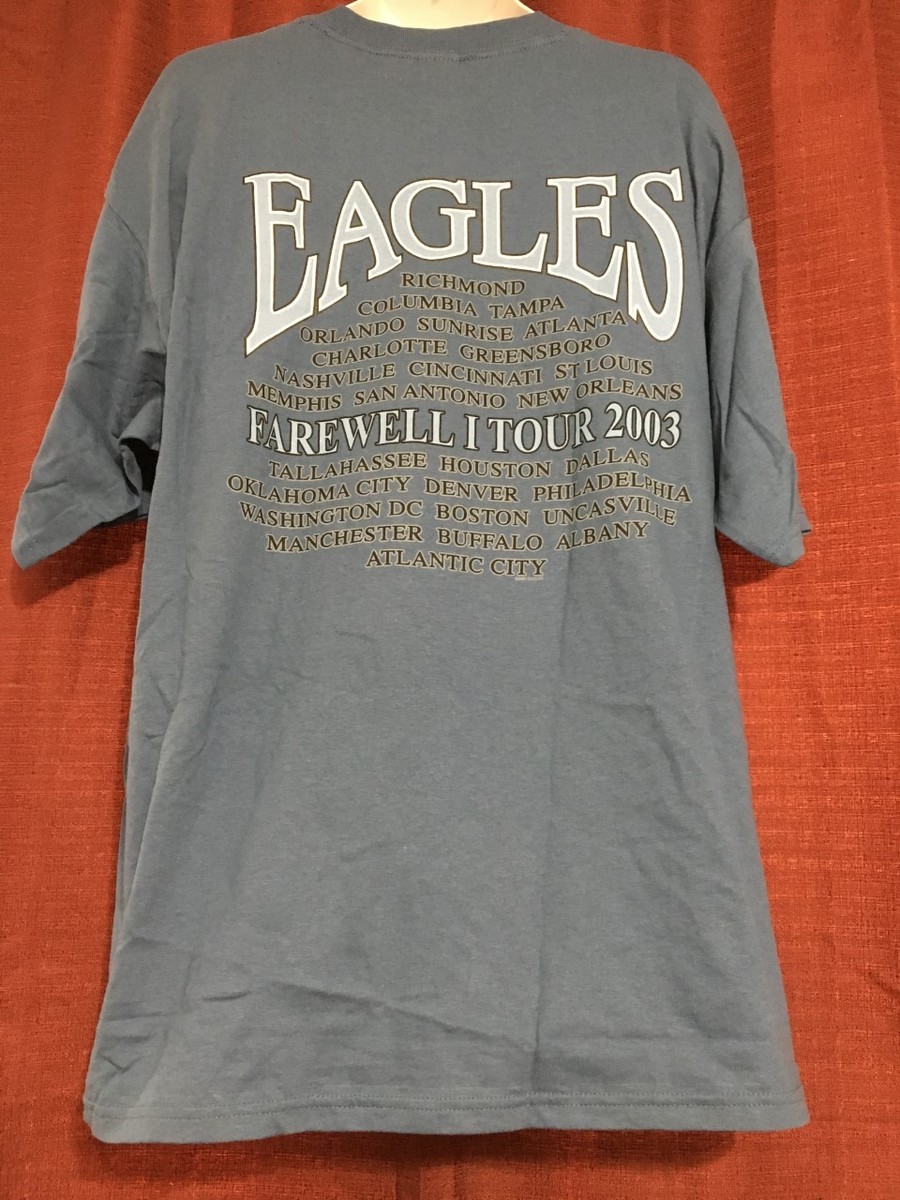 EAGLES
RICHMOND
COLUMBIA TAMPA
ORLANDO SUNRISE ATLANTA
CHARLOTTE GREENSBORO
NASHVILLE CINCINNATI ST LOUIS
MEMPHIS SAN ANTONIO NEW ORLEANS
FAREWELL I TOUR 2003
TALLAHASSEE HOUSTON DALLAS
OKLAHOMA CITY DENVER PHILADELPHIA
WASHINGTON DC BOSTON UNCASVILLE
MANCHESTER BUFFALO ALBANY
ATLANTIC CITY